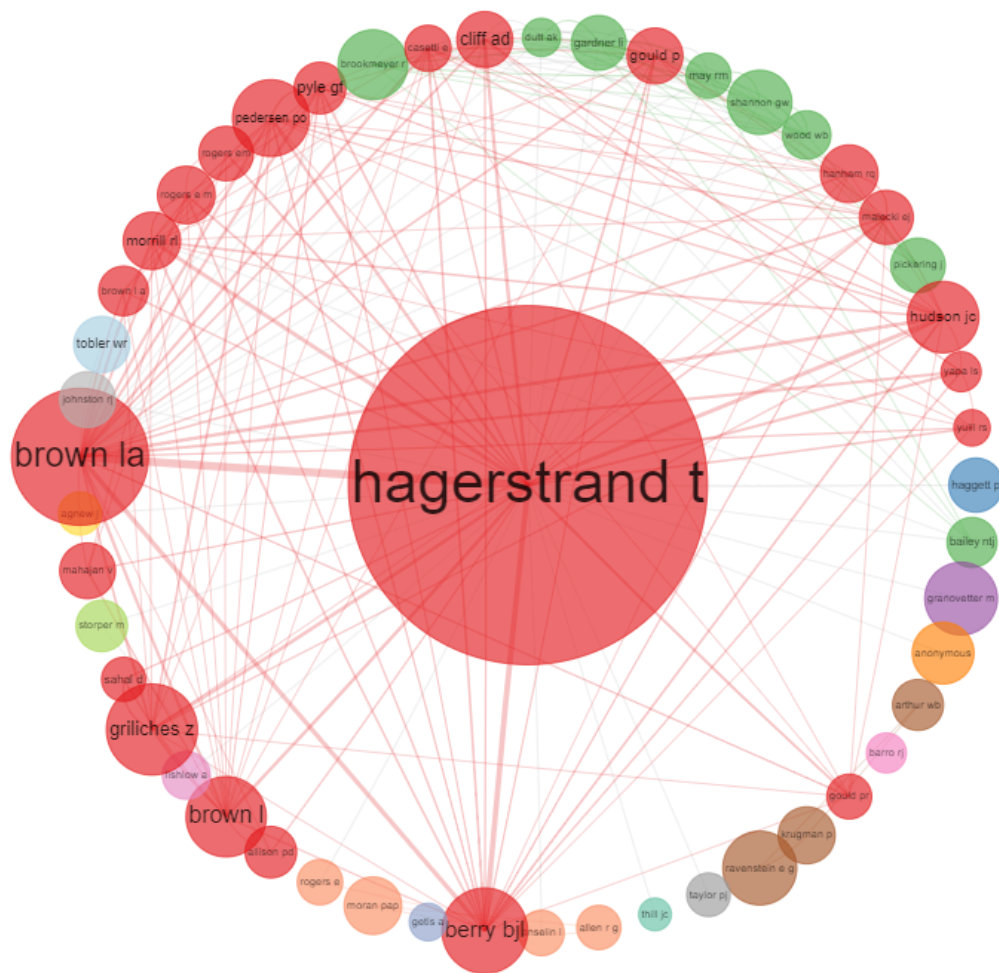 cliff ad
casetti e
dutt ak
gardner ll
brookmeyer r
gould p
may rm
pyle gf
shannon gw
pedersen po
wood wb
rogers em
hanham rq
rogers e m
malecki ej
morrill rl
pickering j
brown l a
hudson jc
tobler wr
yapa ls
johnston rj
yuill rs
brown la
hagerstrand t
haggett p
agnew j
bailey ntj
mahajan v
granovetter m
storper m
anonymous
sahal d
arthur wb
griliches z
barro rj
fishlow a
gould pr
brown l
krugman p
allison pd
ravenstein e g
rogers e
taylor pj
moran pap
thill jc
getis a
berry bjl
anselin l
allen r g